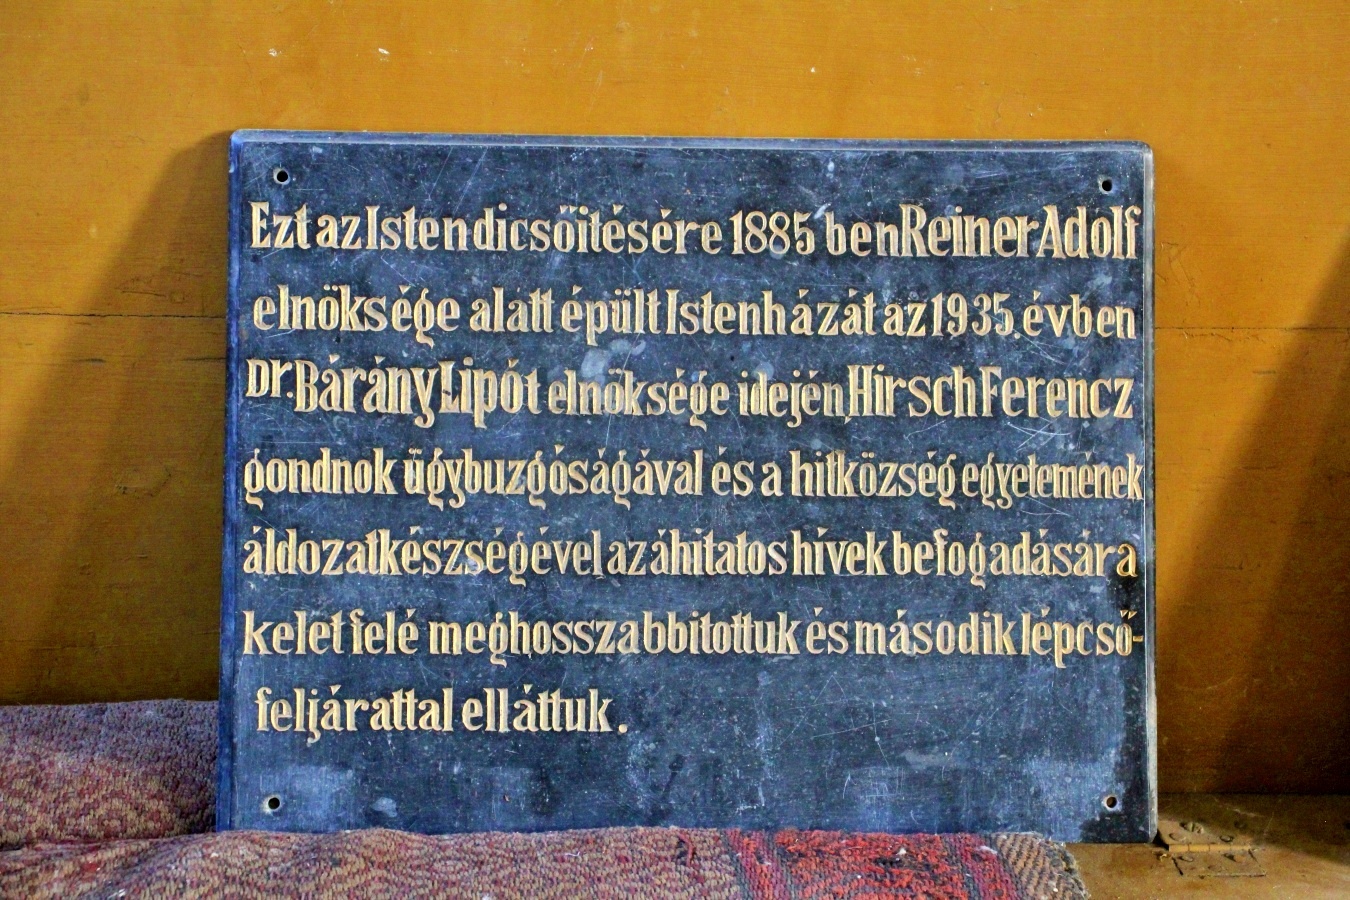 Ezt az Isten dicsőitésére 1885 ben Reiner Adolf
elnöksége alatt épült Istenházát az 1935. évben
Dr. Bárány Lipót elnöksége idején Hirsch Ferencz
gondnok ügybuzgóságával és a hitközség egyetemének
áldozatkészségével az áhitatos hívek befogadására
kelet felé meghosszabbitottuk és második lépcső-
feljárattal elláttuk.